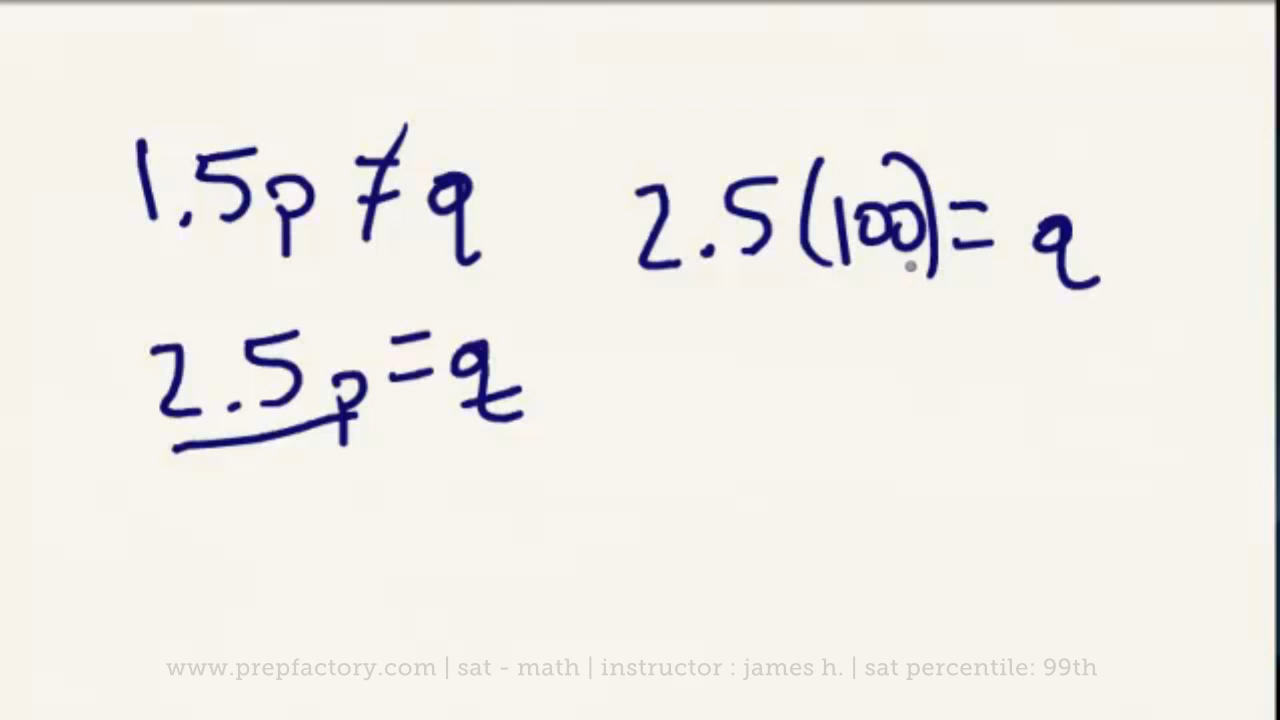 1.5p ≠ q
2.5(100) = q
2.5p = q
www.prepfactory.com | sat - math | instructor : james h. | sat percentile: 99th